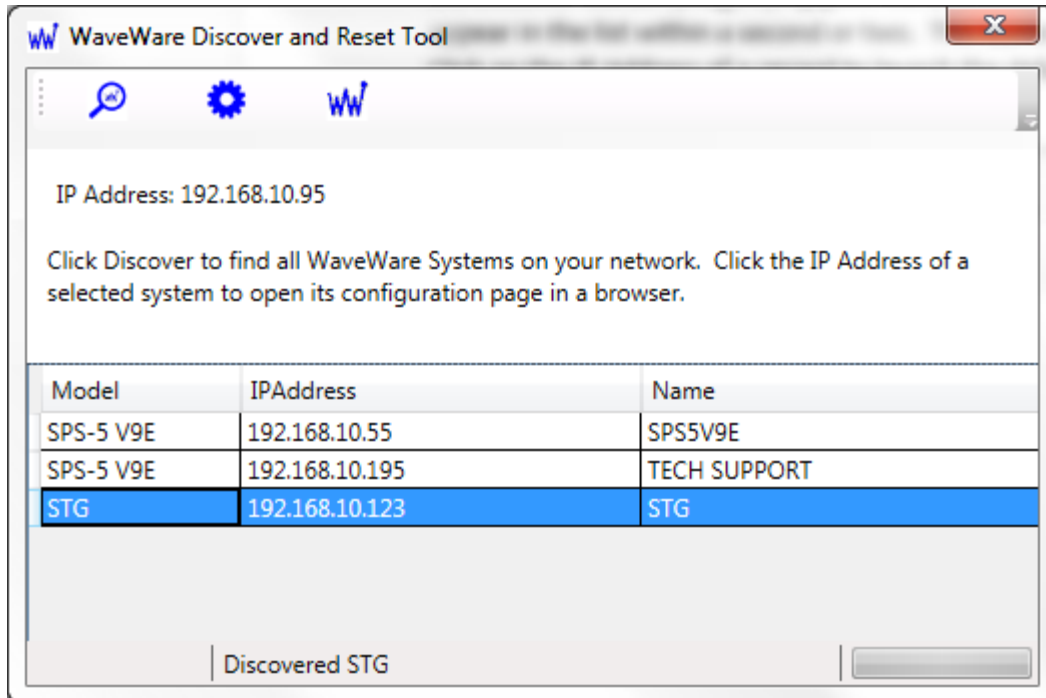 WaveWare Discover and Reset Tool
IP Address: 192.168.10.95
Click Discover to find all WaveWare Systems on your network. Click the IP Address of a
selected system to open its configuration page in a browser.
Model IPAddress Name
SPS-5 V9E 192.168.10.55 SPS5V9E
SPS-5 V9E 192.168.10.195 TECH SUPPORT
STG 192.168.10.123 STG
Discovered STG